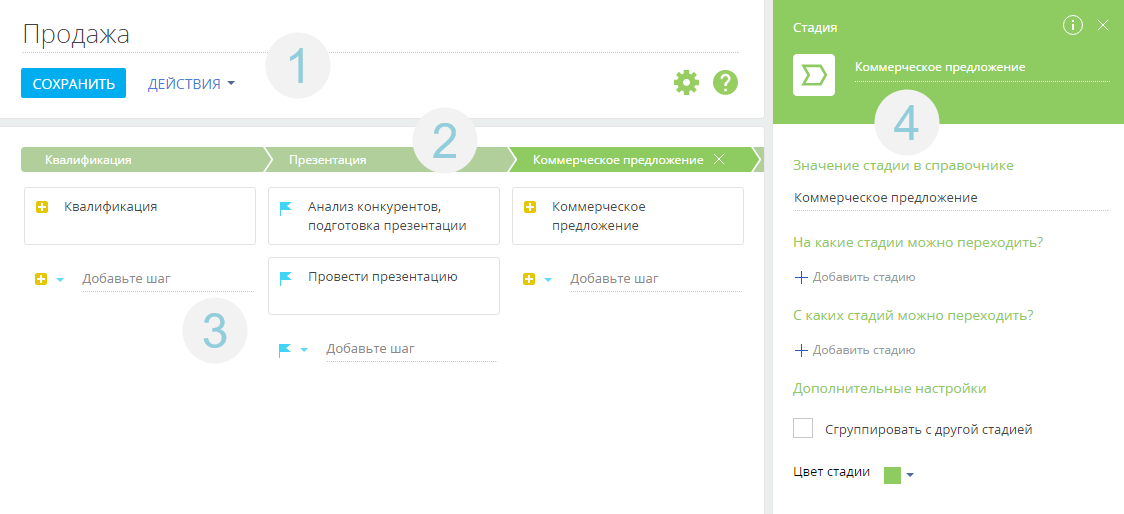 Продажа
СОХРАНИТЬ
ДЕЙСТВИЯ
1
2
Квалификация
Презентация
Коммерческое предложение
Квалификация
Анализ конкурентов,
подготовка презентации
Коммерческое
предложение
Добавьте шаг
Провести презентацию
Добавьте шаг
3
Добавьте шаг
Стадия
Коммерческое предложение
4
Значение стадии в справочнике
Коммерческое предложение
На какие стадии можно переходить?
Добавить стадию
С каких стадий можно переходить?
Добавить стадию
Дополнительные настройки
Сгруппировать с другой стадией
Цвет стадии